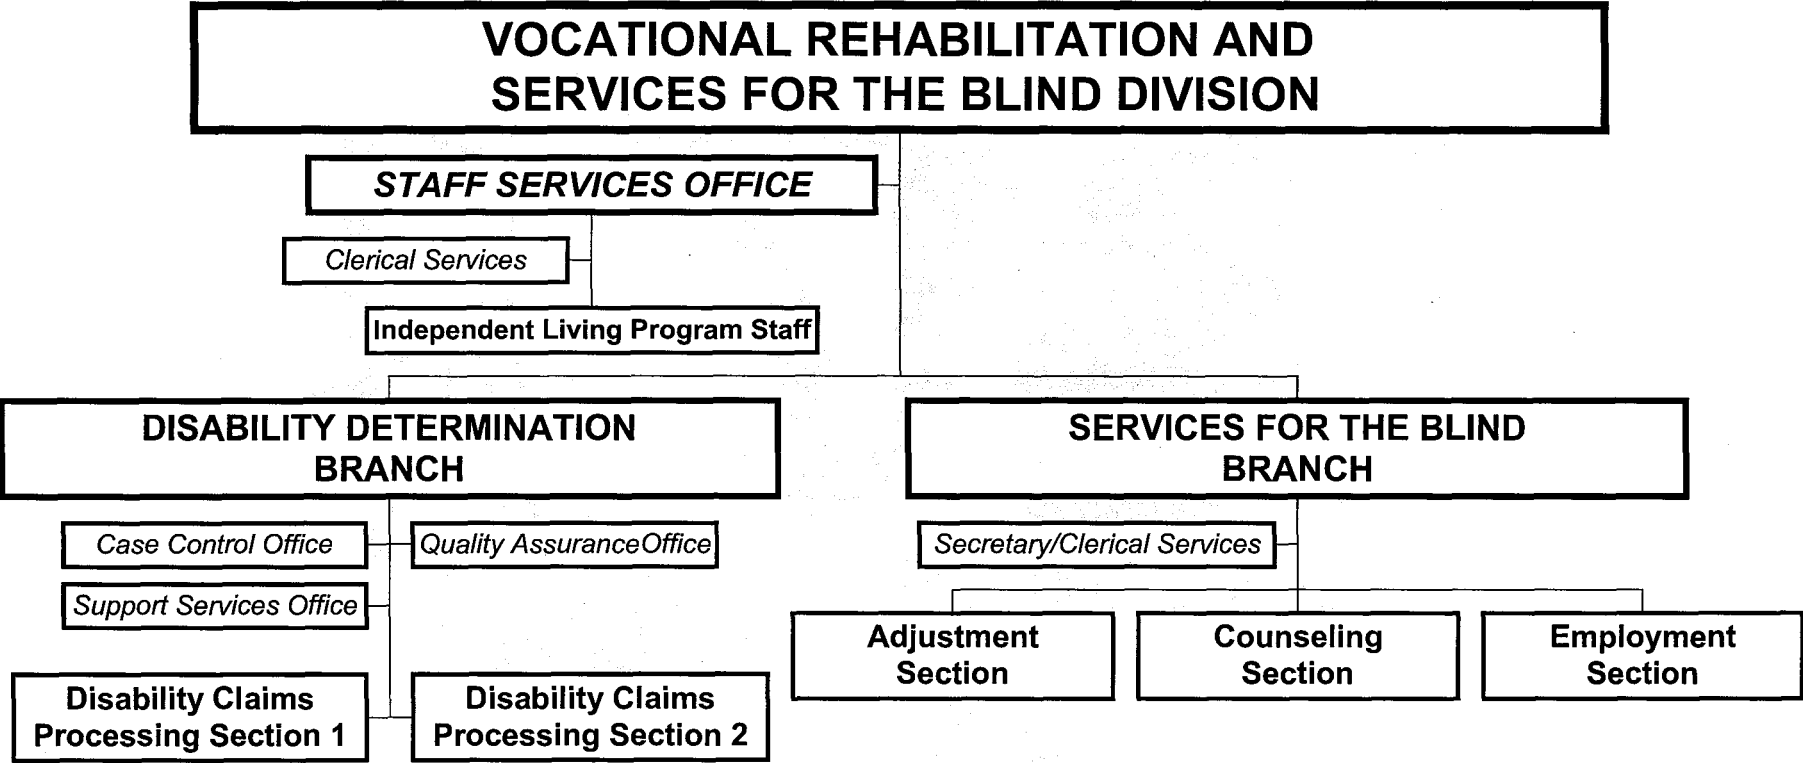 VOCATIONAL REHABILITATION AND
SERVICES FOR THE BLIND DIVISION
STAFF SERVICES OFFICE
Clerical Services
Independent Living Program Staff
DISABILITY DETERMINATION
BRANCH
SERVICES FOR THE BLIND
BRANCH
Case Control Office
Quality Assurance Office
Support Services Office
Disability Claims
Processing Section 1
Disability Claims
Processing Section 2
Secretary/Clerical Services
Adjustment
Section
Counseling
Section
Employment
Section